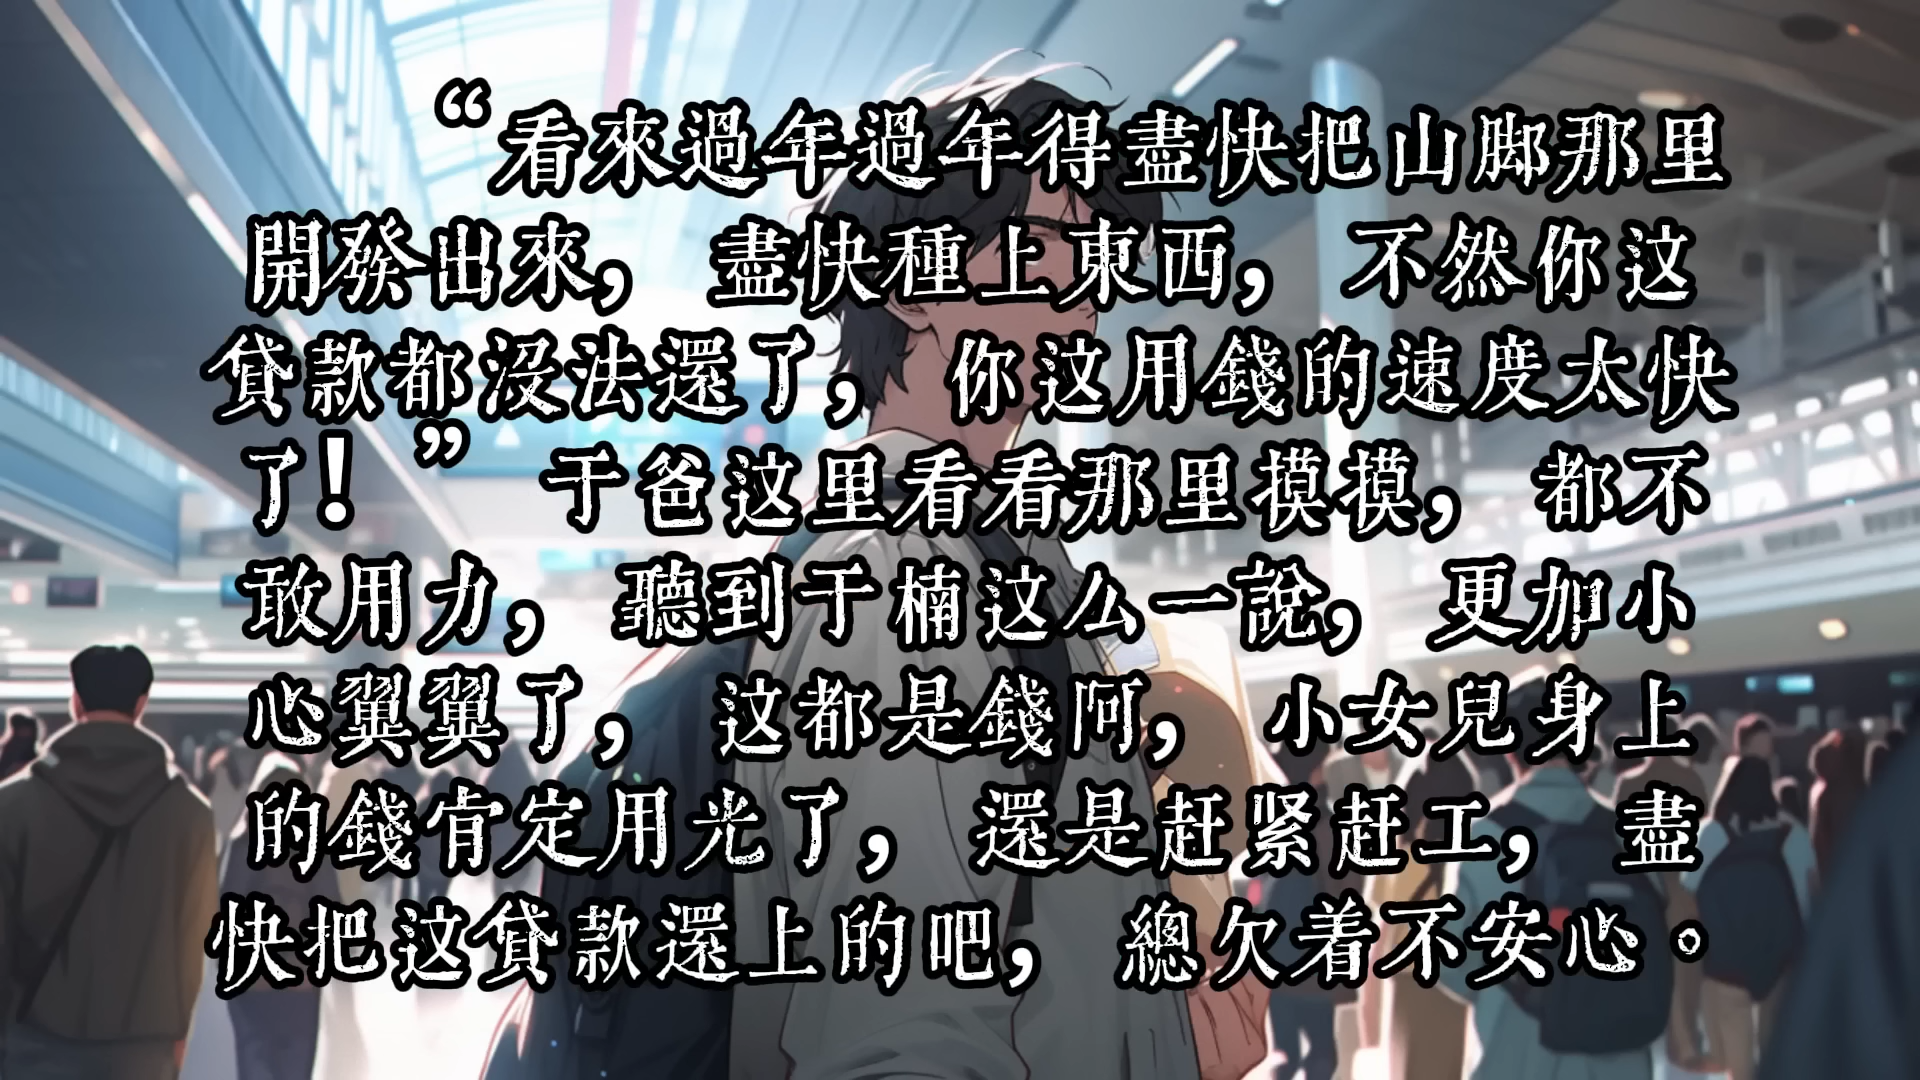 “看來過年過年得盡快把山脚那里
開發出來，盡快種上東西，不然你这
貸款都没法還了，你这用錢的速度太快
了！”于爸这里看看那里摸摸，都不
敢用力，聽到于楠这么一說，更加小
心翼翼了，这都是錢阿，小女兒身上
的錢肯定用光了，還是赶紧赶工，盡
快把这貸款還上的吧，總欠着不安心。